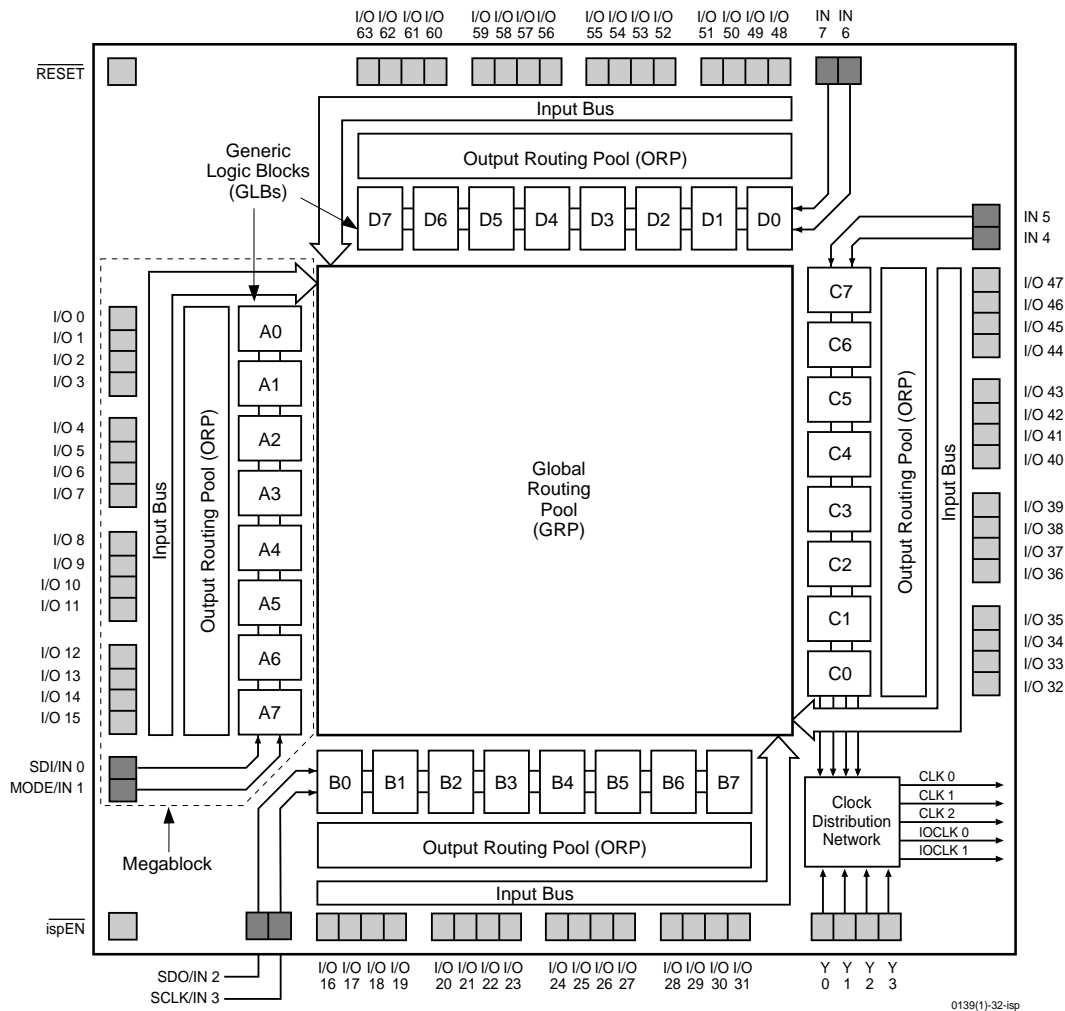 I/O I/O I/O I/O
63 62 61 60
I/O I/O I/O I/O
59 58 57 56
I/O I/O I/O I/O
55 54 53 52
I/O I/O I/O I/O
51 50 49 48
IN IN
7 6
RESET
Input Bus
Output Routing Pool (ORP)
Generic
Logic Blocks
(GLBs)
D7 D6 D5 D4 D3 D2 D1 D0
IN 5
IN 4
I/O 0
I/O 1
I/O 2
I/O 3
I/O 4
I/O 5
I/O 6
I/O 7
I/O 8
I/O 9
I/O 10
I/O 11
I/O 12
I/O 13
I/O 14
I/O 15
Input Bus
Output Routing Pool (ORP)
A0
A1
A2
A3
A4
A5
A6
A7
Global
Routing
Pool
(GRP)
C7
C6
C5
C4
C3
C2
C1
C0
Output Routing Pool (ORP)
Input Bus
I/O 47
I/O 46
I/O 45
I/O 44
I/O 43
I/O 42
I/O 41
I/O 40
I/O 39
I/O 38
I/O 37
I/O 36
I/O 35
I/O 34
I/O 33
I/O 32
SDI/IN 0
MODE/IN 1
Megablock
B0 B1 B2 B3 B4 B5 B6 B7
Output Routing Pool (ORP)
Input Bus
Clock
Distribution
Network
CLK 0
CLK 1
CLK 2
IOCLK 0
IOCLK 1
ispEN
SDO/IN 2
SCLK/IN 3
I/O I/O I/O I/O
16 17 18 19
I/O I/O I/O I/O
20 21 22 23
I/O I/O I/O I/O
24 25 26 27
I/O I/O I/O I/O
28 29 30 31
Y Y Y Y
0 1 2 3
0139(1)-32-isp